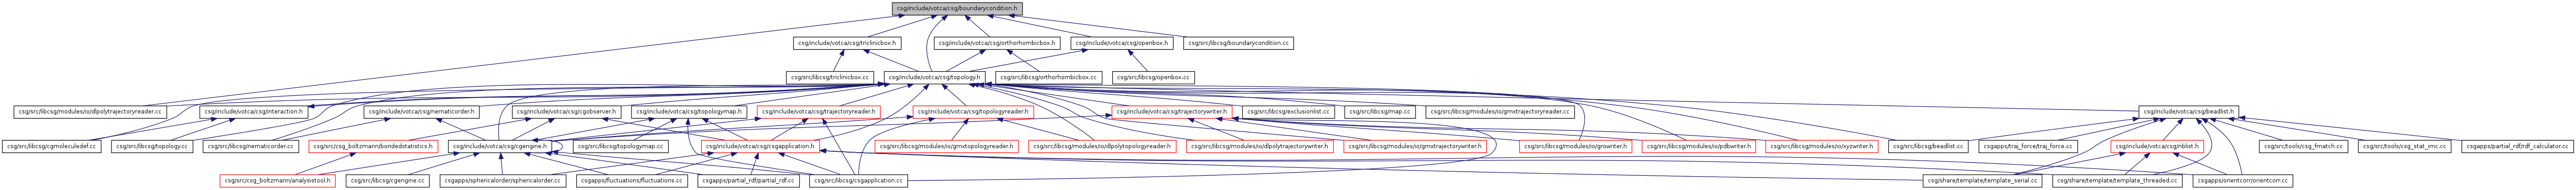 csg/include/votca/csg/boundarycondition.h
csg/include/votca/csg/triclinicbox.h
csg/include/votca/csg/orthorhombicbox.h
csg/include/votca/csg/openbox.h
csg/src/libcsg/boundarycondition.cc
csg/src/libcsg/triclinicbox.cc
csg/include/votca/csg/topology.h
csg/src/libcsg/orthorhombicbox.cc
csg/src/libcsg/openbox.cc
csg/src/libcsg/modules/io/dlpolytrajectoryreader.cc
csg/include/votca/csg/interaction.h
csg/include/votca/csg/nematicorder.h
csg/include/votca/csg/cgobserver.h
csg/include/votca/csg/topologymap.h
csg/include/votca/csg/trajectoryreader.h
csg/include/votca/csg/topologyreader.h
csg/include/votca/csg/trajectorywriter.h
csg/src/libcsg/exclusionlist.cc
csg/src/libcsg/map.cc
csg/src/libcsg/modules/io/gmxtrajectoryreader.cc
csg/include/votca/csg/beadlist.h
csg/src/libcsg/cgmoleculedef.cc
csg/src/libcsg/topology.cc
csg/src/libcsg/nematicorder.cc
csg/src/csg_boltzmann/bondedstatistics.h
csg/include/votca/csg/cgengine.h
csg/src/libcsg/topologymap.cc
csg/include/votca/csg/csgapplication.h
csg/src/libcsg/modules/io/gmxtopologyreader.h
csg/src/libcsg/modules/io/dlpolytopologyreader.h
csg/src/libcsg/modules/io/dlpolytrajectorywriter.h
csg/src/libcsg/modules/io/gmxtrajectorywriter.h
csg/src/libcsg/modules/io/growriter.h
csg/src/libcsg/modules/io/pdbwriter.h
csg/src/libcsg/modules/io/xyzwriter.h
csg/src/libcsg/beadlist.cc
csgapps/traj_force/traj_force.cc
csg/include/votca/csg/nblist.h
csg/src/tools/csg_fmatch.cc
csg/src/tools/csg_stat_imc.cc
csgapps/partial_rdf/rdf_calculator.cc
csg/src/csg_boltzmann/analysistool.h
csg/src/libcsg/cgengine.cc
csgapps/sphericalorder/sphericalorder.cc
csgapps/fluctuations/fluctuations.cc
csgapps/partial_rdf/partial_rdf.cc
csg/src/libcsg/csgapplication.cc
csg/share/template/template_serial.cc
csg/share/template/template_threaded.cc
csgapps/orientcorr/orientcorr.cc